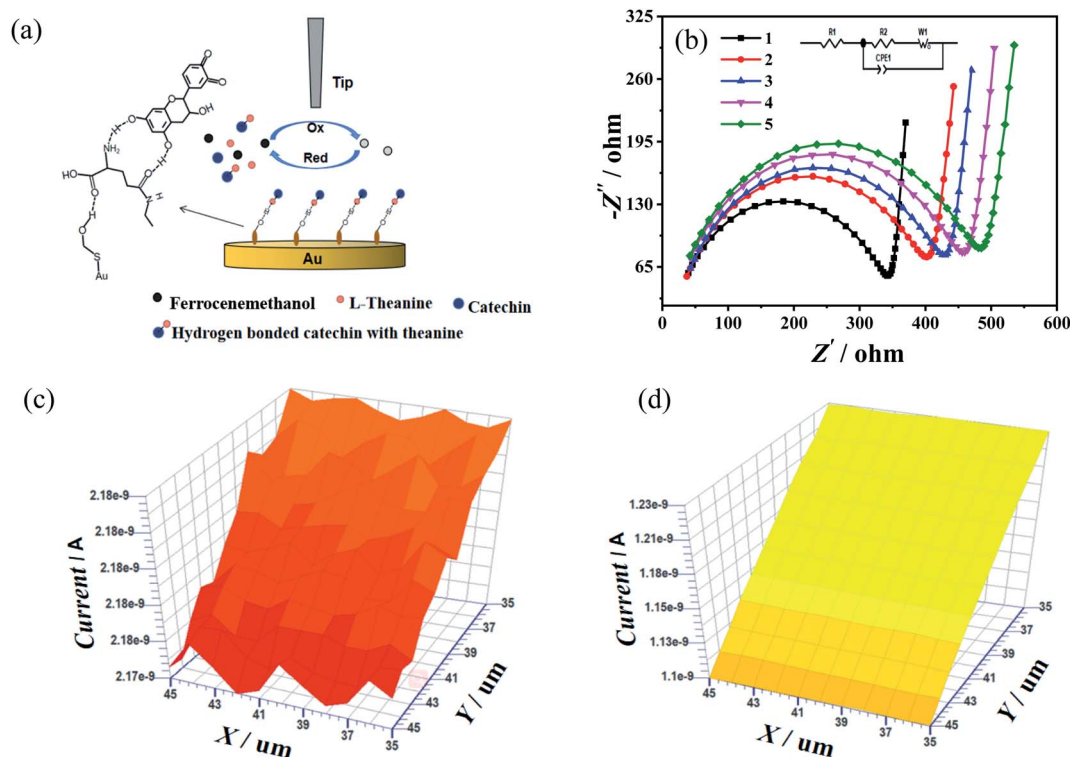 (a)
Tip
Ox
Red
O
O
O
OH
O
H
H
O
NH₂
O
HO
O
N
H
H
O
S
Au
Au
Ferrocenemethanol
L-Theanine
Catechin
Hydrogen bonded catechin with theanine
(b)
1
2
3
4
5
R1
R2
W1
CPE1
325
260
195
130
65
-Z'' / ohm
0
100
200
300
400
500
600
Z' / ohm
(c)
2.18e-9
2.18e-9
2.18e-9
2.18e-9
2.18e-9
2.17e-9
Current / A
45
43
41
39
37
35
X / um
35
37
39
41
43
45
Y / um
(d)
1.23e-9
1.21e-9
1.18e-9
1.15e-9
1.13e-9
1.1e-9
Current / A
45
43
41
39
37
35
X / um
35
37
39
41
43
45
Y / um